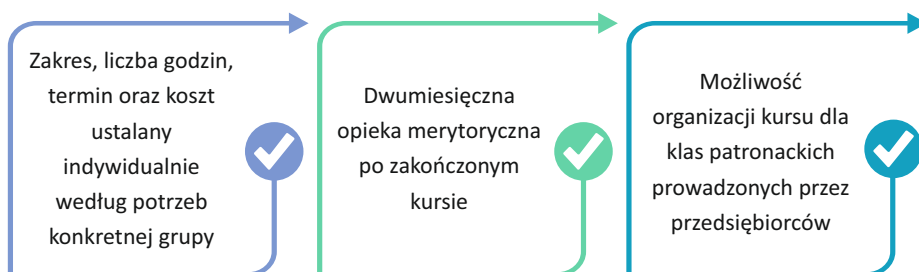 Zakres, liczba godzin,
termin oraz koszt
ustalany
indywidualnie
według potrzeb
konkretnej grupy
Dwumiesięczna
opieka merytoryczna
po zakończonym
kursie
Możliwość
organizacji kursu dla
klas patronackich
prowadzonych przez
przedsiębiorców